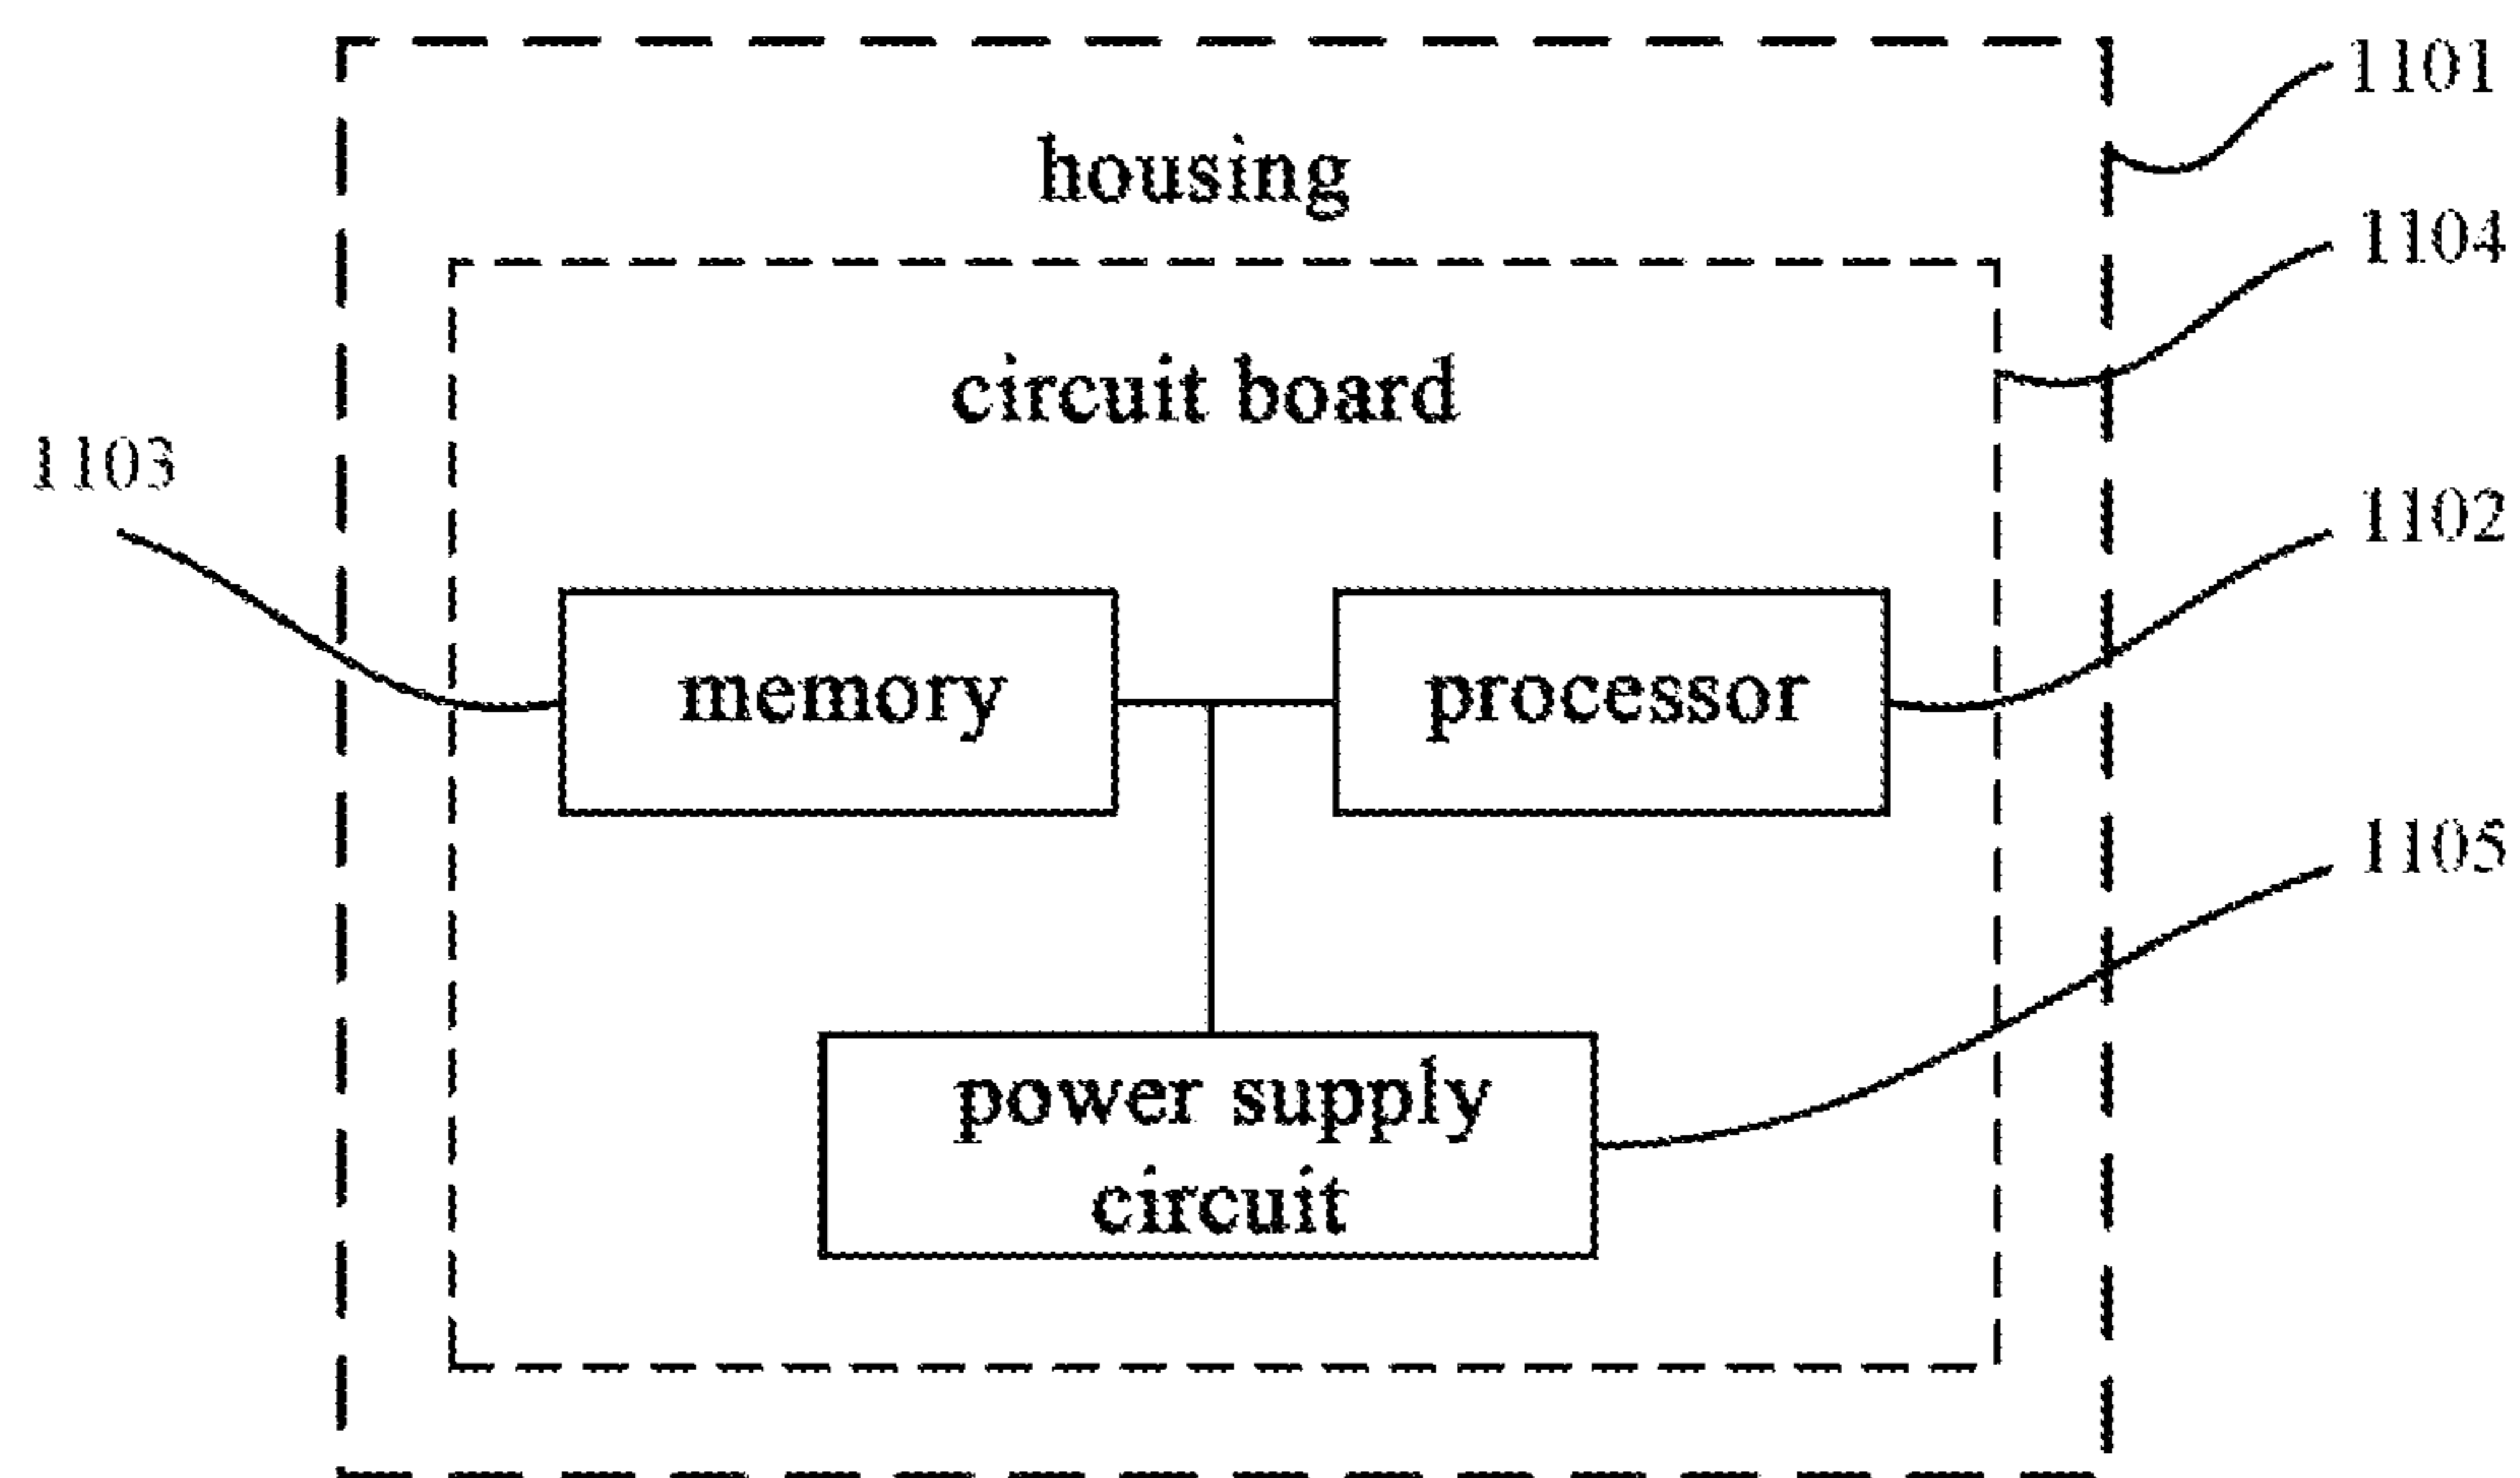 1101
housing
1104
circuit board
1103
1102
memory
processor
1105
power supply
circuit